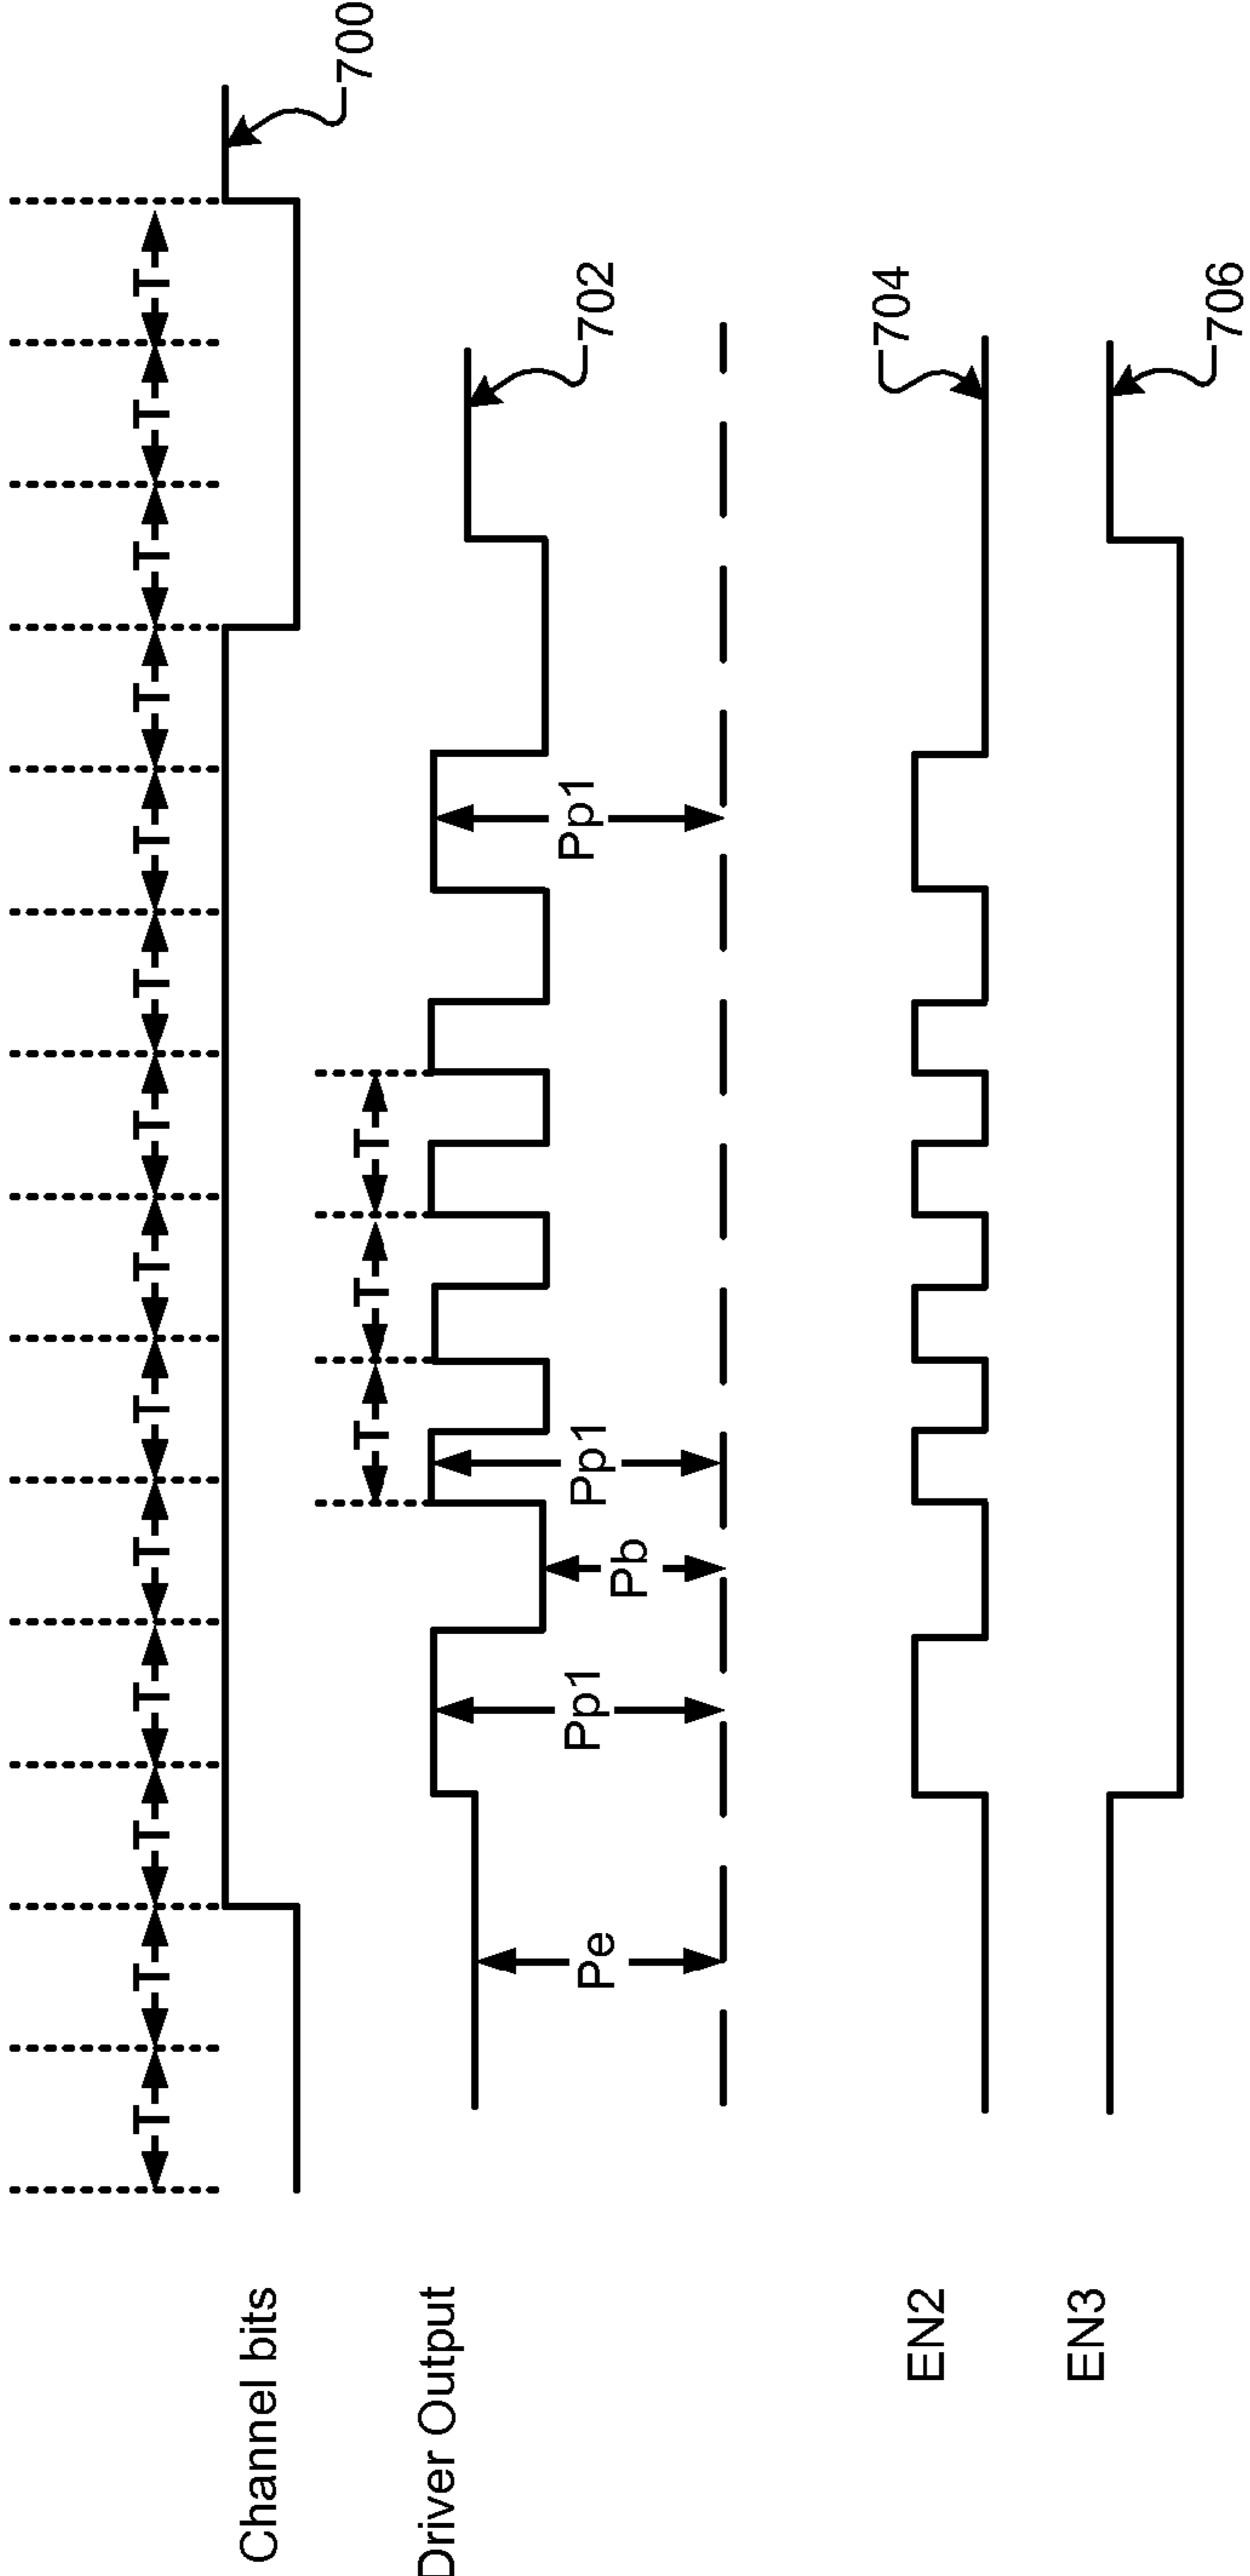 T T T T T T T T T T T T T T
Channel bits
700
T T T
Driver Output
702
Pe
Pp1
Pb
Pp1
Pp1
EN2
704
EN3
706